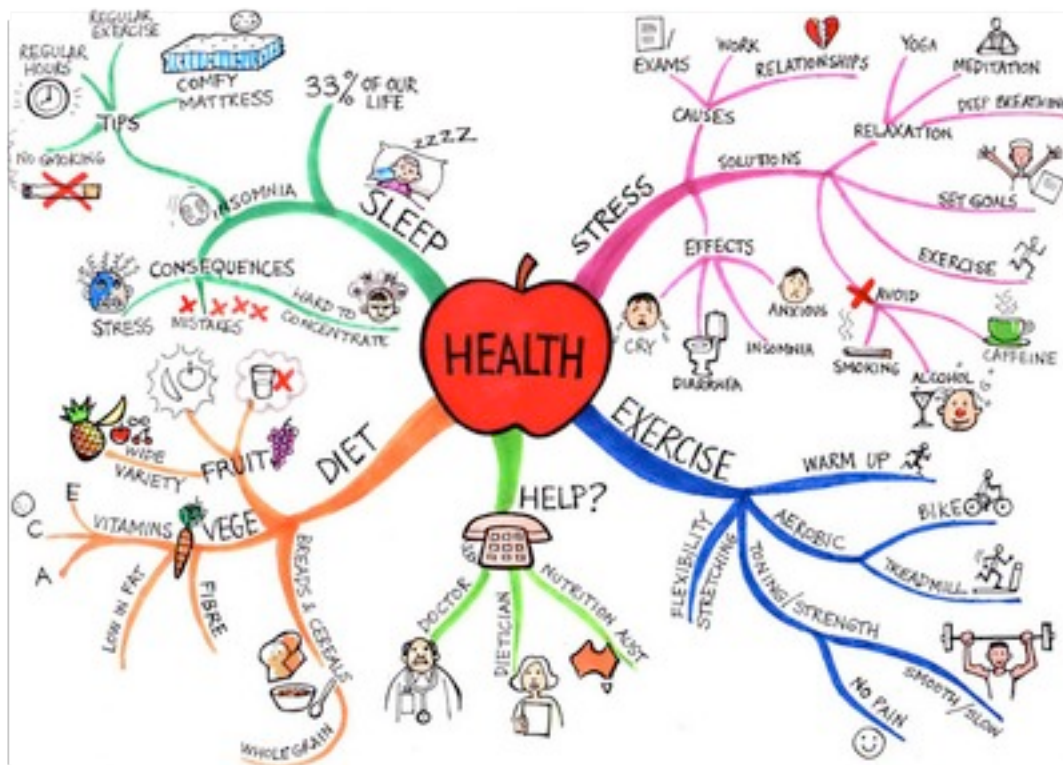 HEALTH
SLEEP
33% OF OUR
LIFE
ZZZZ
INSOMNIA
TIPS
REGULAR
HOURS
REGULAR
EXERCISE
COMFY
MATTRESS
NO SMOKING
CONSEQUENCES
STRESS
MISTAKES
HARD TO
CONCENTRATE
STRESS
CAUSES
EXAMS
WORK
RELATIONSHIPS
SOLUTIONS
RELAXATION
YOGA
MEDITATION
DEEP BREATHING
SET GOALS
EXERCISE
AVOID
SMOKING
ALCOHOL
CAFFEINE
EFFECTS
CRY
DIARRHEA
INSOMNIA
ANXIOUS
EXERCISE
WARM UP
AEROBIC
BIKE
TREADMILL
TONING/STRENGTH
SMOOTH/SLOW
NO PAIN
FLEXIBILITY
STRETCHING
HELP?
DOCTOR
DIETICIAN
NUTRITION AUST
DIET
FRUIT
WIDE
VARIETY
VEGE
VITAMINS
E
C
A
LOW IN FAT
FIBRE
BREADS & CEREALS
WHOLEGRAIN